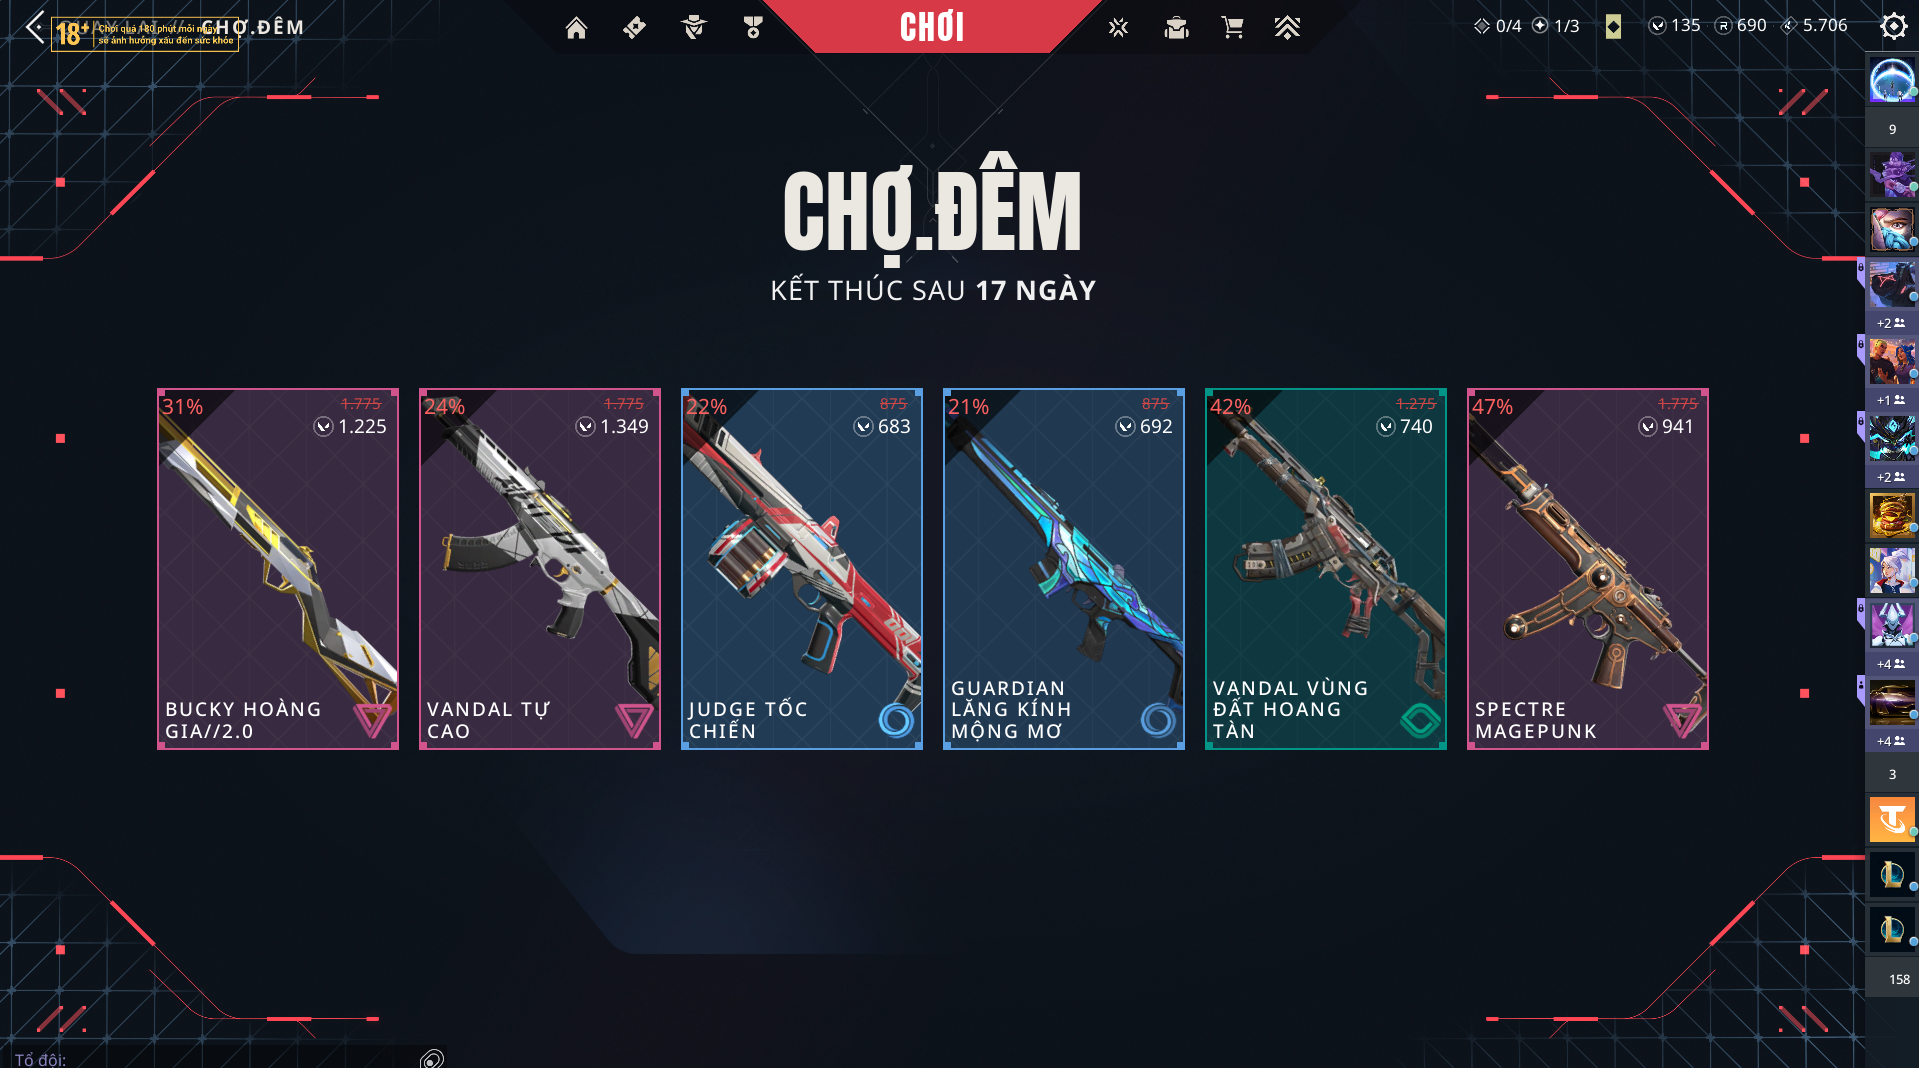 CHỢ.ĐÊM
18+
Chơi quá 180 phút mỗi ngày
sẽ ảnh hưởng xấu đến sức khỏe
CHƠI
0/4
1/3
135
690
5.706
CHỢ.ĐÊM
KẾT THÚC SAU 17 NGÀY
31%
1.775
1.225
BUCKY HOÀNG
GIA//2.0
24%
1.775
1.349
VANDAL TỰ
CAO
22%
875
683
JUDGE TỐC
CHIẾN
21%
875
692
GUARDIAN
LĂNG KÍNH
MỘNG MƠ
42%
1.275
740
VANDAL VÙNG
ĐẤT HOANG
TÀN
47%
1.775
941
SPECTRE
MAGEPUNK
9
+2
+1
+2
+4
+4
3
158
Tổ đội: